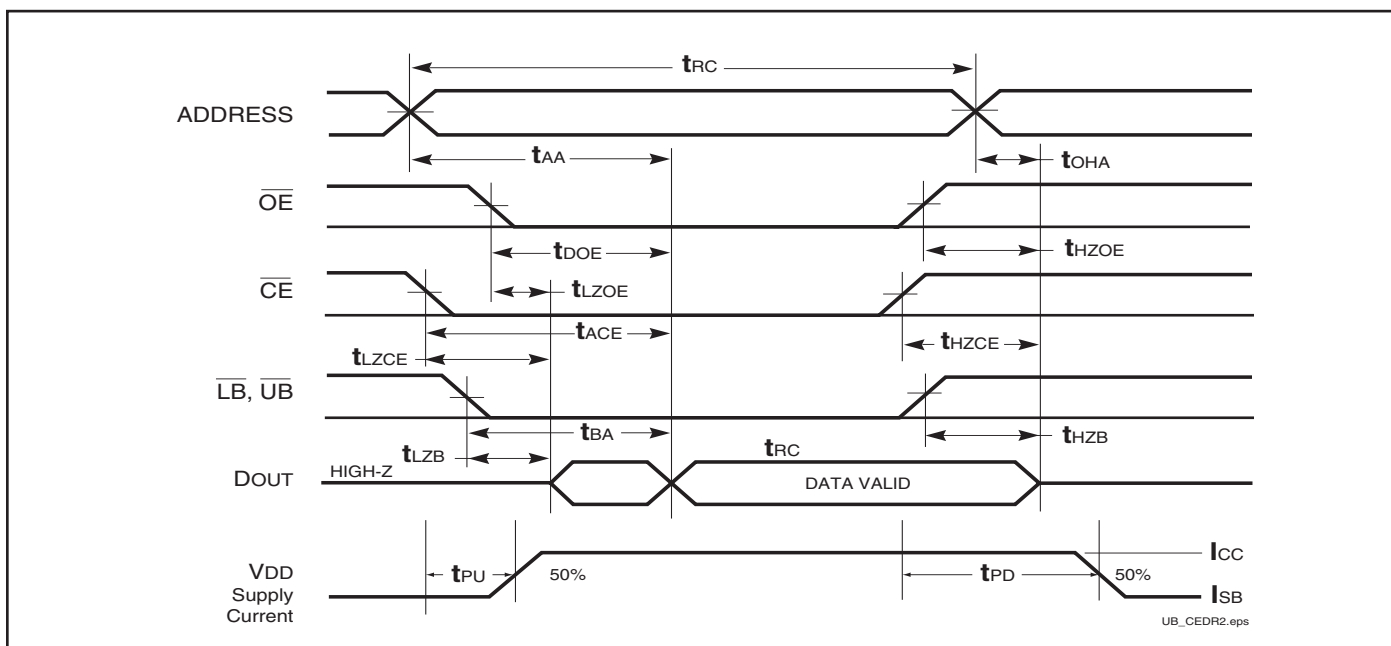 tRC
ADDRESS
tAA
tOHA
OE
tDOE
tHZOE
CE
tLZOE
tACE
tHZCE
tLZCE
LB, UB
tBA
tHZB
tLZB
tRC
DOUT
HIGH-Z
DATA VALID
ICC
VDD
Supply
Current
tPU
50%
tPD
50%
ISB
UB_CEDR2.eps